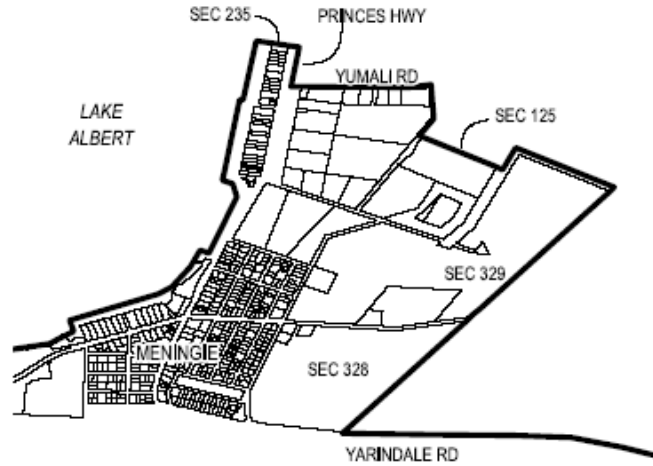 SEC 235
PRINCES HWY
YUMALI RD
LAKE
ALBERT
SEC 125
SEC 329
MENINGIE
SEC 328
YARINDALE RD